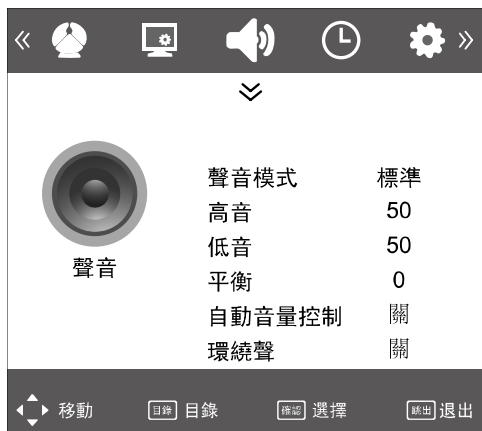 聲音
聲音模式 標準
高音 50
低音 50
平衡 0
自動音量控制 關
環繞聲 關
移動 目錄 目錄 確認 選擇 跳出 退出